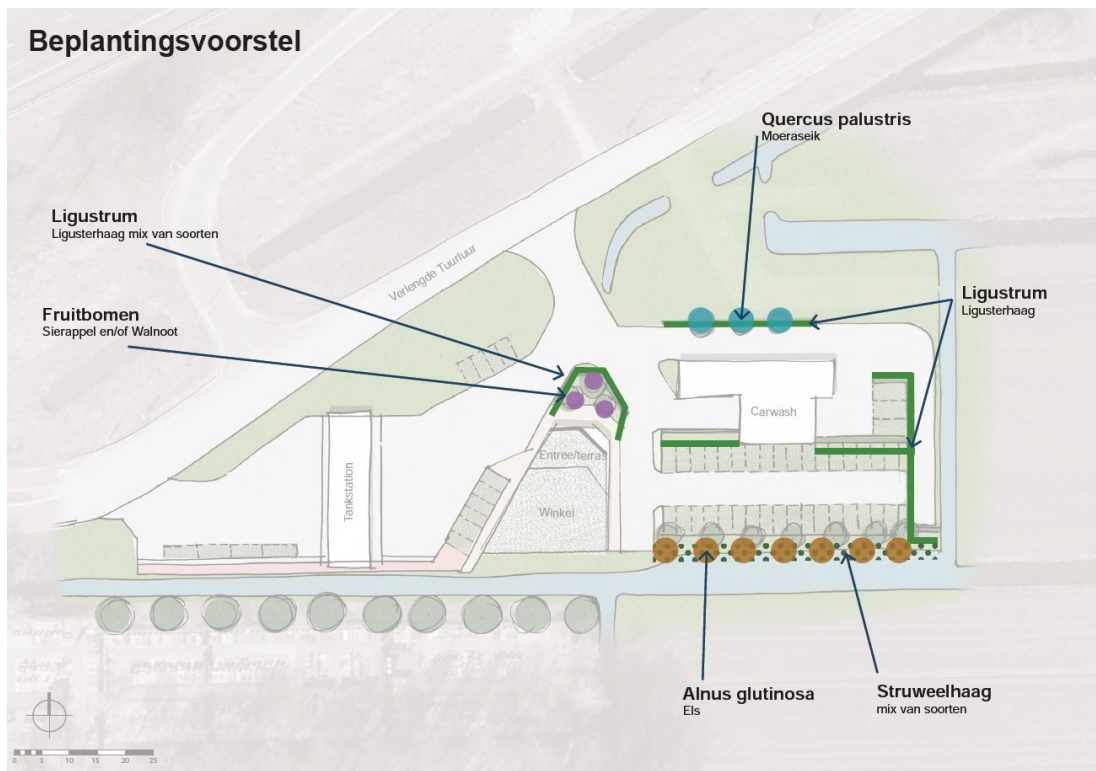 Beplantingsvoorstel
Quercus palustris
Moeraseik
Ligustrum
Ligusterhaag mix van soorten
Verlengde Tuurluur
Ligustrum
Ligusterhaag
Fruitbomen
Sierappel en/of Walnoot
Carwash
Entree/terras
Tankstation
Winkel
Alnus glutinosa
Els
Struweelhaag
mix van soorten
0 5 10 15 20 25